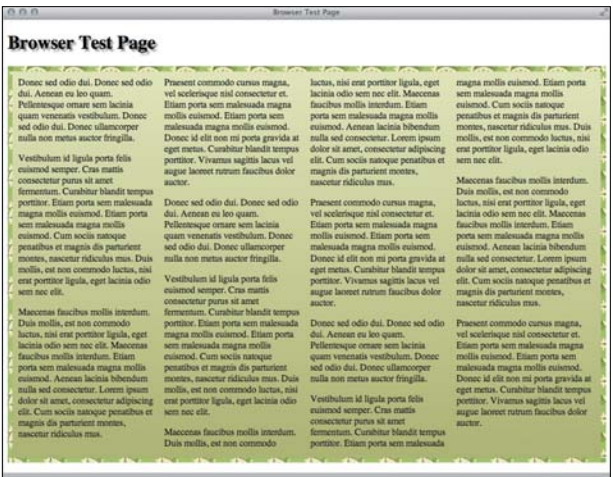 Browser Test Page
Browser Test Page
Donec sed odio dui. Donec sed odio
dui. Aenean eu leo quam.
Pellentesque ornare sem lacinia
quam venenatis vestibulum. Donec
sed odio dui. Donec ullamcorper
nulla non metus auctor fringilla.
Vestibulum id ligula porta felis
euismod semper. Cras mattis
consectetur purus sit amet
fermentum. Curabitur blandit tempus
porttitor. Etiam porta sem malesuada
magna mollis euismod. Etiam porta
sem malesuada magna mollis
euismod. Cum sociis natoque
penatibus et magnis dis parturient
montes, nascetur ridiculus mus. Duis
mollis, est non commodo luctus, nisi
erat porttitor ligula, eget lacinia odio
sem nec elit.
Maecenas faucibus mollis interdum.
Duis mollis, est non commodo
luctus, nisi erat porttitor ligula, eget
lacinia odio sem nec elit. Maecenas
faucibus mollis interdum. Etiam
porta sem malesuada magna mollis
euismod. Aenean lacinia bibendum
nulla sed consectetur. Lorem ipsum
dolor sit amet, consectetur adipiscing
elit. Cum sociis natoque penatibus et
magnis dis parturient montes,
nascetur ridiculus mus.
Praesent commodo cursus magna,
vel scelerisque nisl consectetur et.
Etiam porta sem malesuada magna
mollis euismod. Etiam porta sem
malesuada magna mollis euismod.
Donec id elit non mi porta gravida at
eget metus. Curabitur blandit tempus
porttitor. Vivamus sagittis lacus vel
augue laoreet rutrum faucibus dolor
auctor.
Donec sed odio dui. Donec sed odio
dui. Aenean eu leo quam.
Pellentesque ornare sem lacinia
quam venenatis vestibulum. Donec
sed odio dui. Donec ullamcorper
nulla non metus auctor fringilla.
Vestibulum id ligula porta felis
euismod semper. Cras mattis
consectetur purus sit amet
fermentum. Curabitur blandit tempus
porttitor. Etiam porta sem malesuada
magna mollis euismod. Etiam porta
sem malesuada magna mollis
euismod. Cum sociis natoque
penatibus et magnis dis parturient
montes, nascetur ridiculus mus. Duis
mollis, est non commodo luctus, nisi
erat porttitor ligula, eget lacinia odio
sem nec elit.
Maecenas faucibus mollis interdum.
Duis mollis, est non commodo
luctus, nisi erat porttitor ligula, eget
lacinia odio sem nec elit. Maecenas
faucibus mollis interdum. Etiam
porta sem malesuada magna mollis
euismod. Aenean lacinia bibendum
nulla sed consectetur. Lorem ipsum
dolor sit amet, consectetur adipiscing
elit. Cum sociis natoque penatibus et
magnis dis parturient montes,
nascetur ridiculus mus.
Praesent commodo cursus magna,
vel scelerisque nisl consectetur et.
Etiam porta sem malesuada magna
mollis euismod. Etiam porta sem
malesuada magna mollis euismod.
Donec id elit non mi porta gravida at
eget metus. Curabitur blandit tempus
porttitor. Vivamus sagittis lacus vel
augue laoreet rutrum faucibus dolor
auctor.
Donec sed odio dui. Donec sed odio
dui. Aenean eu leo quam.
Pellentesque ornare sem lacinia
quam venenatis vestibulum. Donec
sed odio dui. Donec ullamcorper
nulla non metus auctor fringilla.
Vestibulum id ligula porta felis
euismod semper. Cras mattis
consectetur purus sit amet
fermentum. Curabitur blandit tempus
porttitor. Etiam porta sem malesuada
magna mollis euismod. Etiam porta
sem malesuada magna mollis
euismod. Cum sociis natoque
penatibus et magnis dis parturient
montes, nascetur ridiculus mus. Duis
mollis, est non commodo luctus, nisi
erat porttitor ligula, eget lacinia odio
sem nec elit.
Maecenas faucibus mollis interdum.
Duis mollis, est non commodo
luctus, nisi erat porttitor ligula, eget
lacinia odio sem nec elit. Maecenas
faucibus mollis interdum. Etiam
porta sem malesuada magna mollis
euismod. Aenean lacinia bibendum
nulla sed consectetur. Lorem ipsum
dolor sit amet, consectetur adipiscing
elit. Cum sociis natoque penatibus et
magnis dis parturient montes,
nascetur ridiculus mus.
Praesent commodo cursus magna,
vel scelerisque nisl consectetur et.
Etiam porta sem malesuada magna
mollis euismod. Etiam porta sem
malesuada magna mollis euismod.
Donec id elit non mi porta gravida at
eget metus. Curabitur blandit tempus
porttitor. Vivamus sagittis lacus vel
augue laoreet rutrum faucibus dolor
auctor.